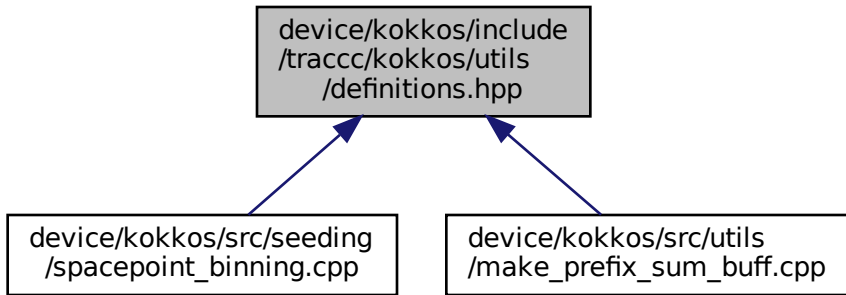 device/kokkos/include
/traccc/kokkos/utils
/definitions.hpp
device/kokkos/src/seeding
/spacepoint_binning.cpp
device/kokkos/src/utils
/make_prefix_sum_buff.cpp